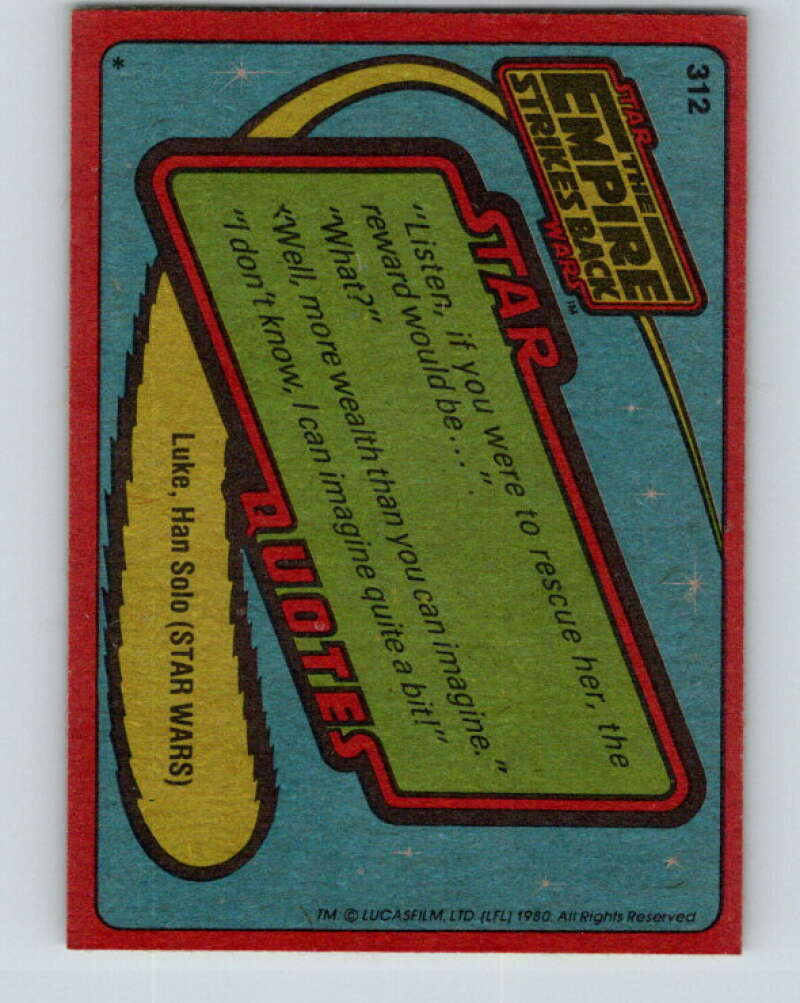 312
STAR
THE
EMPIRE
STRIKES BACK
WARS™
STAR
"Listen, if you were to rescue her, the
reward would be. . . ."
"What?"
"Well, more wealth than you can imagine."
"I don't know, I can imagine quite a bit!"
QUOTES
Luke, Han Solo (STAR WARS)
*
TM: © LUCASFILM, LTD. (LFL) 1980. All Rights Reserved